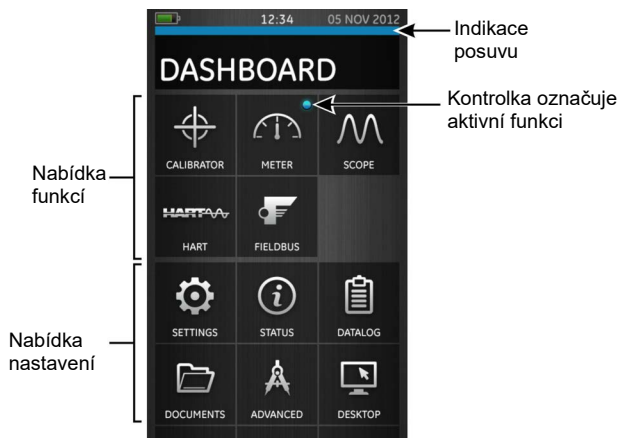 12:34 05 NOV 2012
Indikace
posuvu
DASHBOARD
Kontrolka označuje
aktivní funkci
CALIBRATOR METER SCOPE
Nabídka
funkcí
HART
HART FIELDBUS
SETTINGS STATUS DATALOG
Nabídka
nastavení
DOCUMENTS ADVANCED DESKTOP